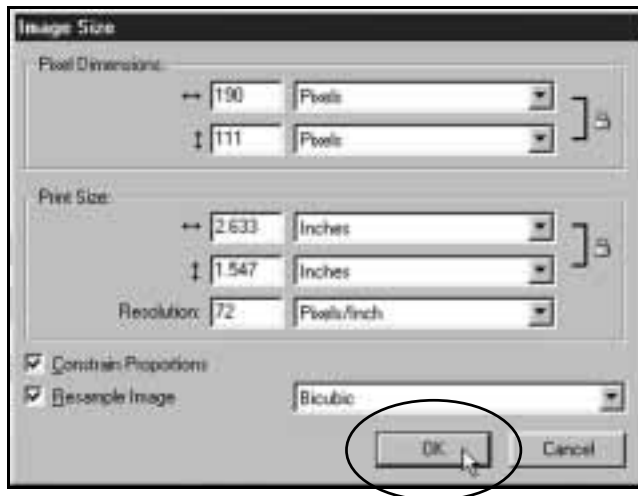 Image Size
Pixel Dimensions:
190 Pixels
111 Pixels
Print Size:
2.633 Inches
1.547 Inches
Resolution: 72 Pixels/Inch
Constrain Proportions
Resample Image Bicubic
OK Cancel